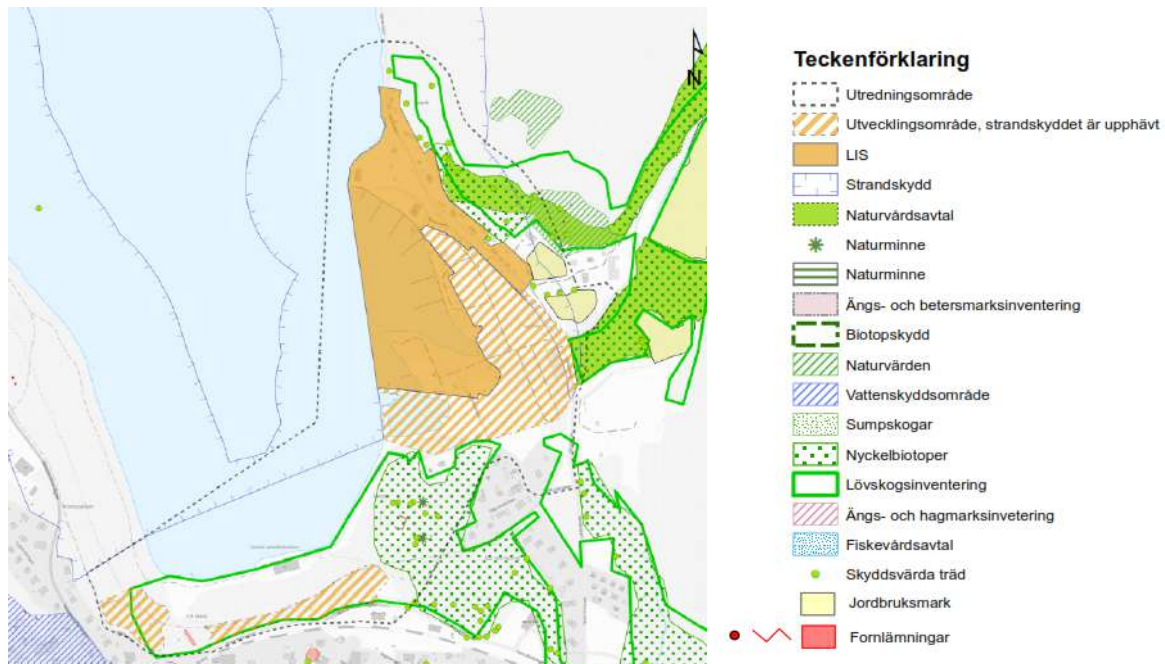 N
Teckenförklaring
Utredningsområde
Utvecklingsområde, strandskyddet är upphävt
LIS
Strandskydd
Naturvårdsavtal
Naturminne
Naturminne
Ängs- och betersmarksinventering
Biotopskydd
Naturvärden
Vattenskyddsområde
Sumpskogar
Nyckelbiotoper
Lövskogsinventering
Ängs- och hagmarksinvetering
Fiskevårdsavtal
Skyddsvärda träd
Jordbruksmark
Fornlämningar